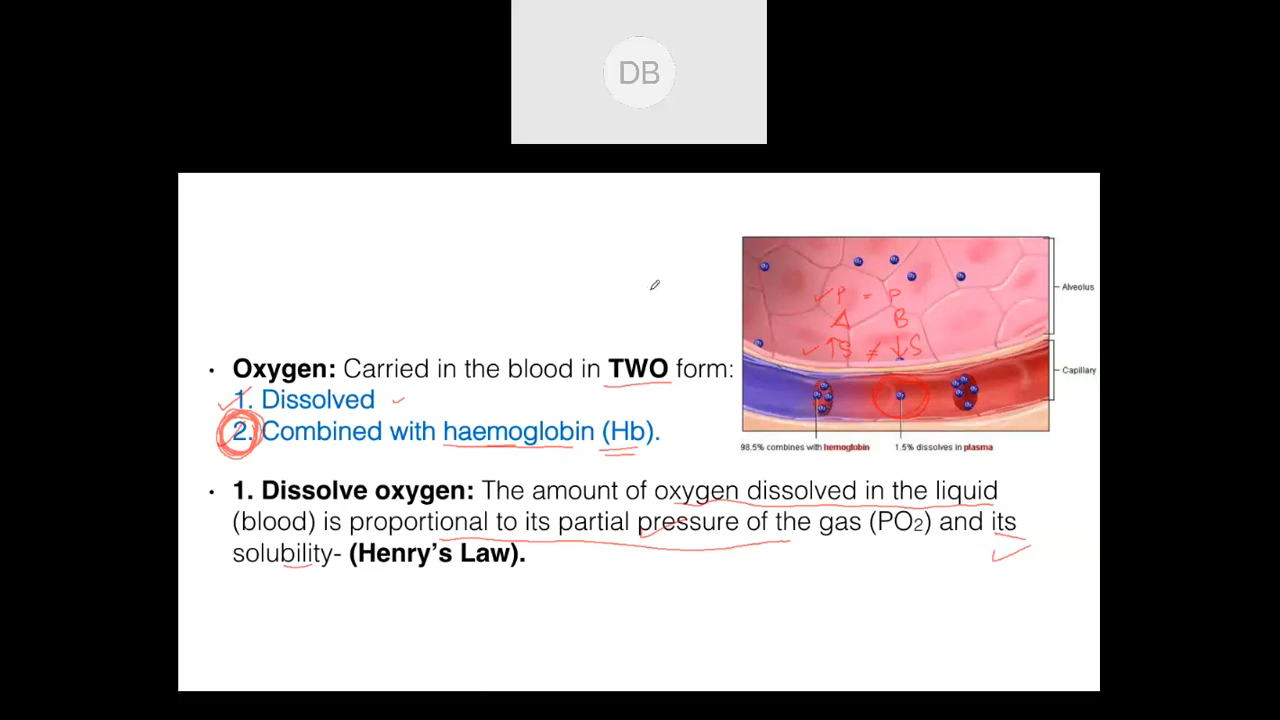 DB
P = P
A B
↑S ≠ ↓S
Alveolus
Capillary
98.5% combines with hemoglobin 1.5% dissolves in plasma
• Oxygen: Carried in the blood in TWO form:
1. Dissolved
2. Combined with haemoglobin (Hb).
• 1. Dissolve oxygen: The amount of oxygen dissolved in the liquid
(blood) is proportional to its partial pressure of the gas (PO2) and its
solubility- (Henry's Law).